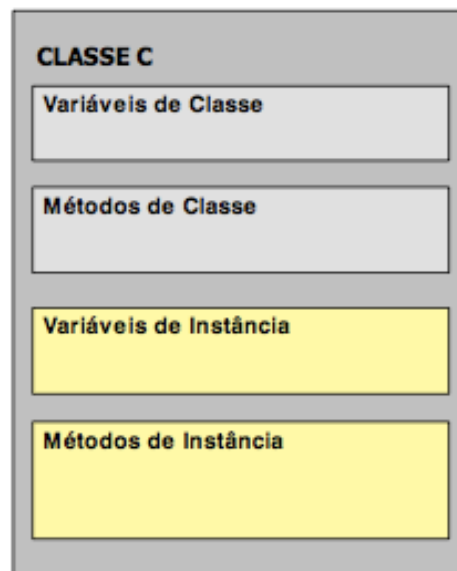 CLASSE C
Variáveis de Classe
Métodos de Classe
Variáveis de Instância
Métodos de Instância